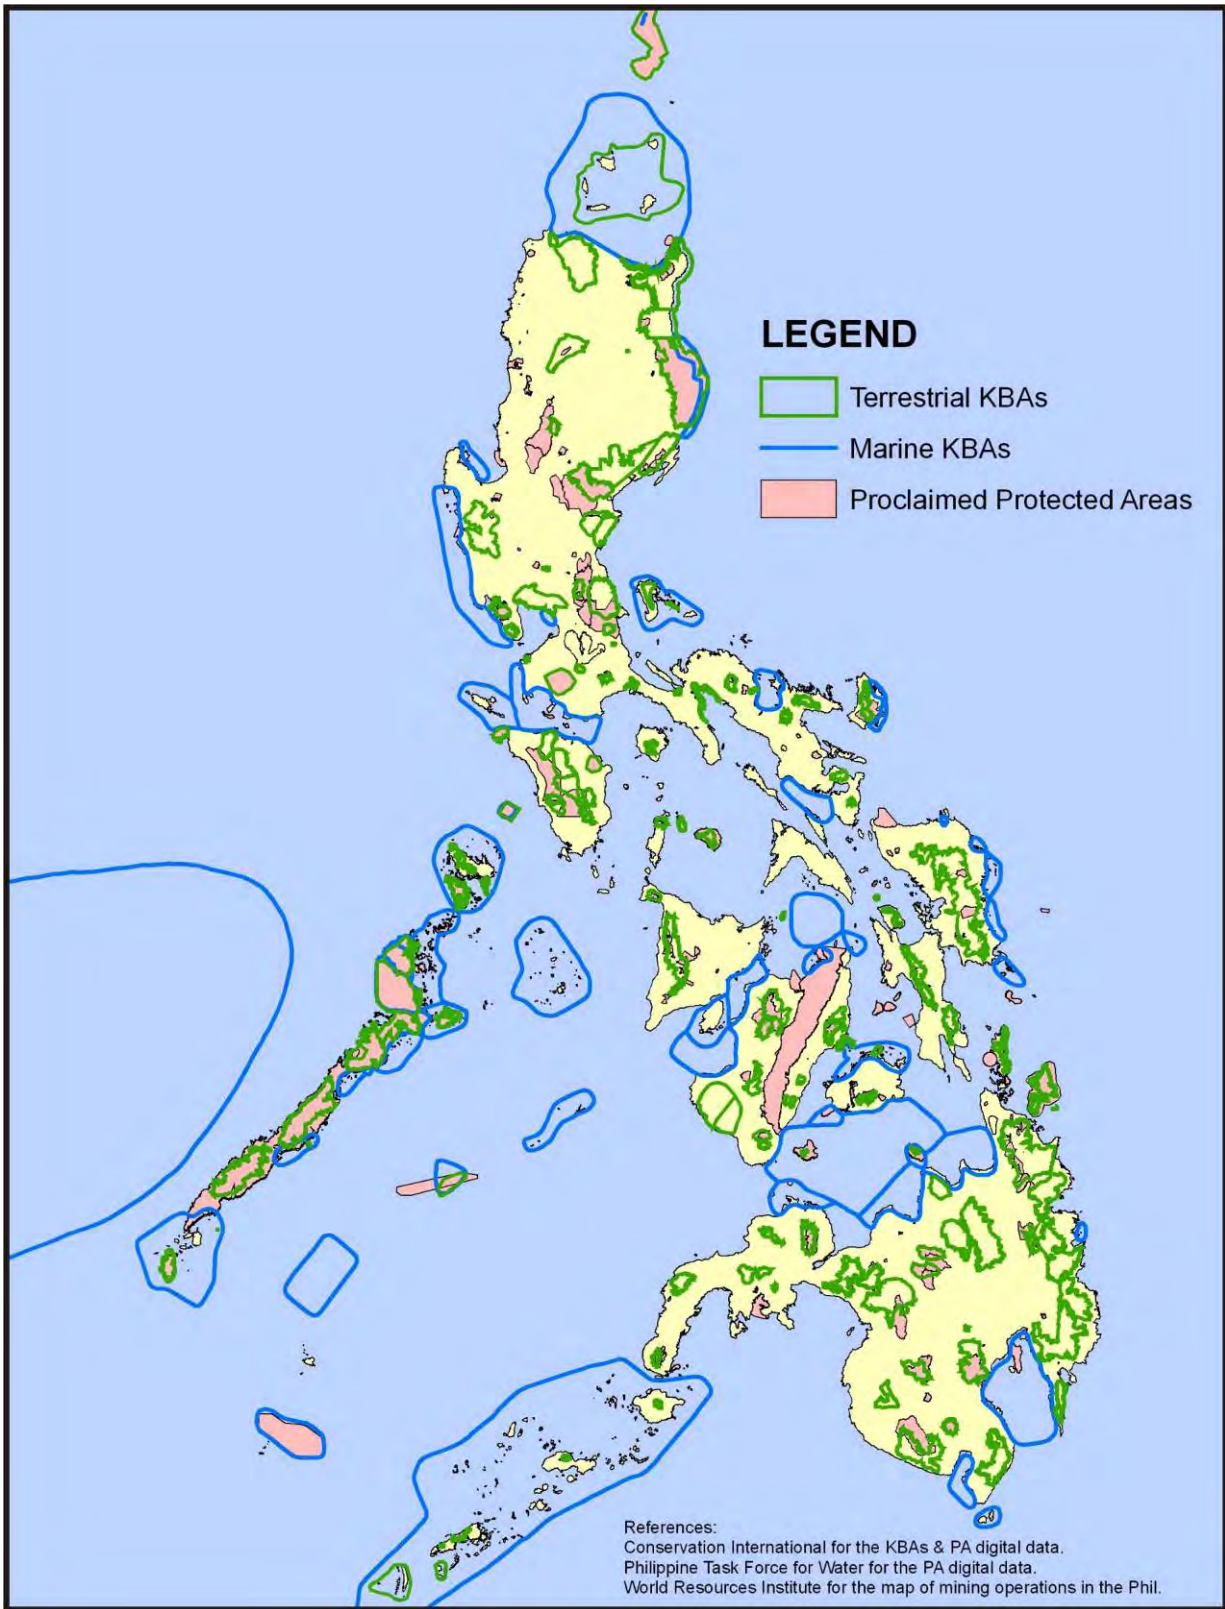 LEGEND
Terrestrial KBAs
Marine KBAs
Proclaimed Protected Areas
References:
Conservation International for the KBAs & PA digital data.
Philippine Task Force for Water for the PA digital data.
World Resources Institute for the map of mining operations in the Phil.